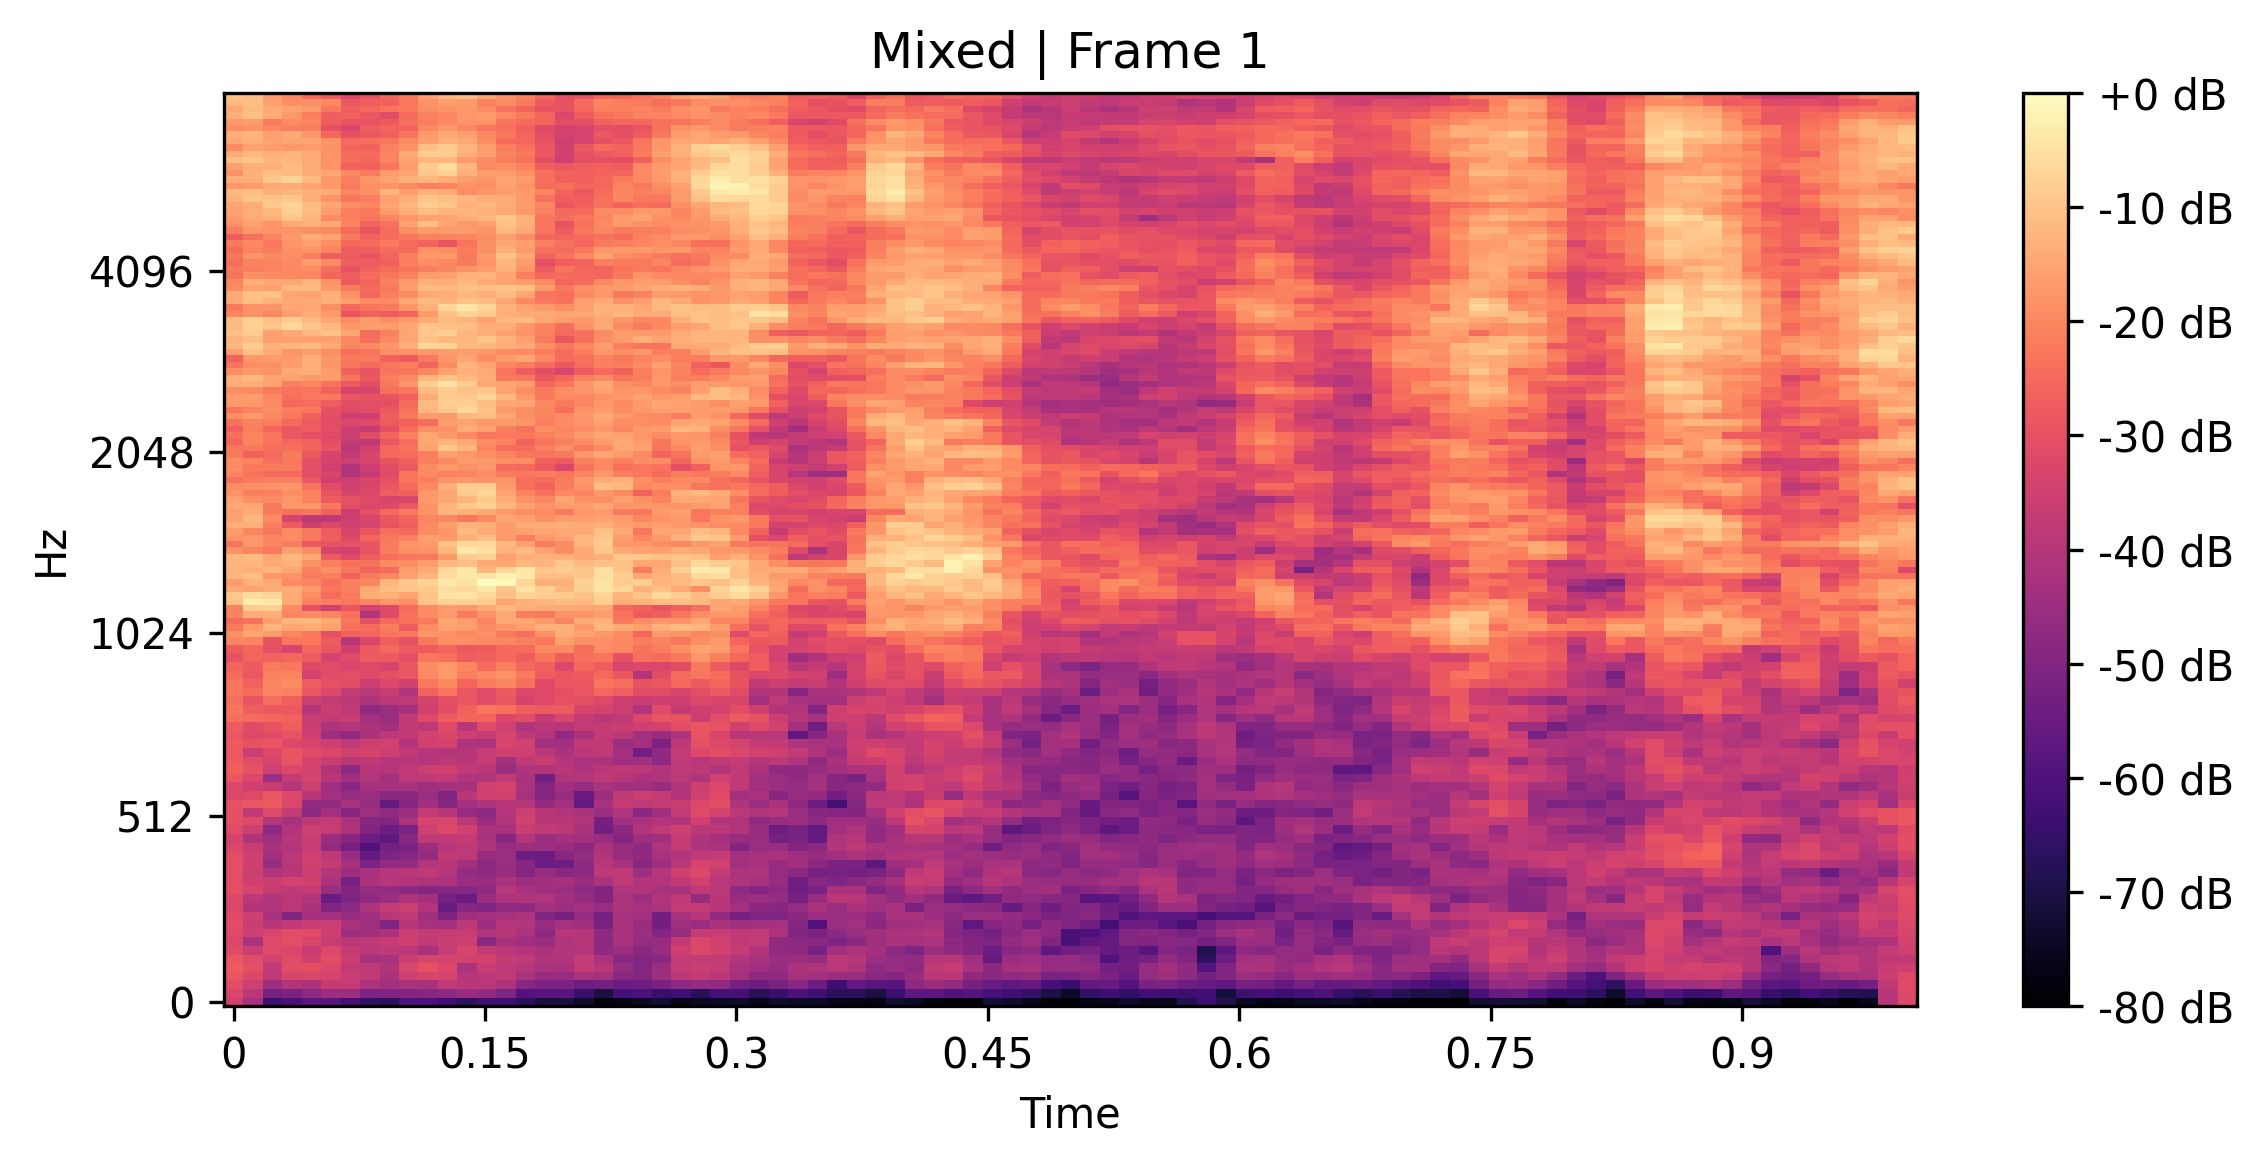 Mixed | Frame 1
+0 dB
-10 dB
-20 dB
-30 dB
-40 dB
-50 dB
-60 dB
-70 dB
-80 dB
Hz
4096
2048
1024
512
0
0
0.15
0.3
0.45
0.6
0.75
0.9
Time